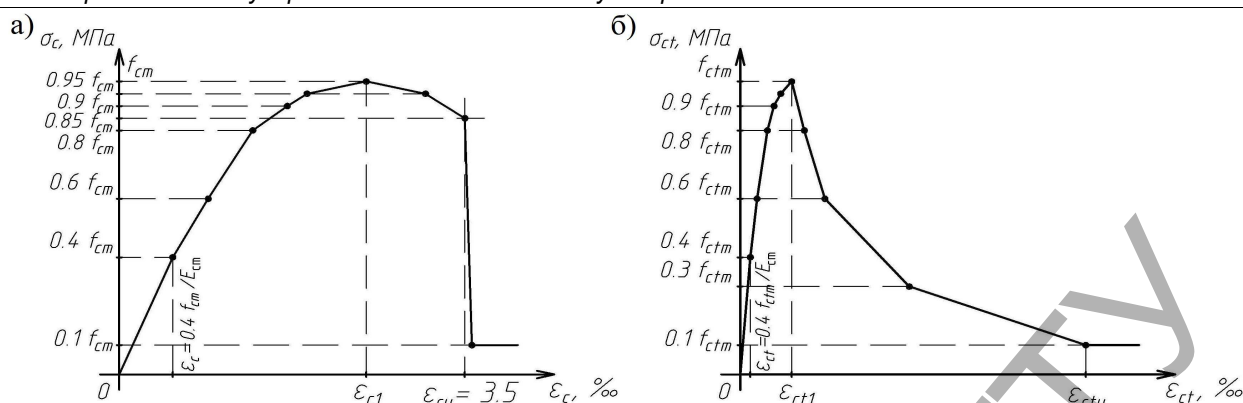 а)
σc, МПа
fcm
0.95 fcm
0.9 fcm
0.85 fcm
0.8 fcm
0.6 fcm
0.4 fcm
0.1 fcm
εc=0.4 fcm/Ecm
0
εc1
εcu= 3.5
εc, ‰
б)
σct, МПа
fctm
0.9 fctm
0.8 fctm
0.6 fctm
0.4 fctm
0.3 fctm
0.1 fctm
εct=0.4 fctm/Ecm
0
εct1
εctu
εct, ‰
ТУ